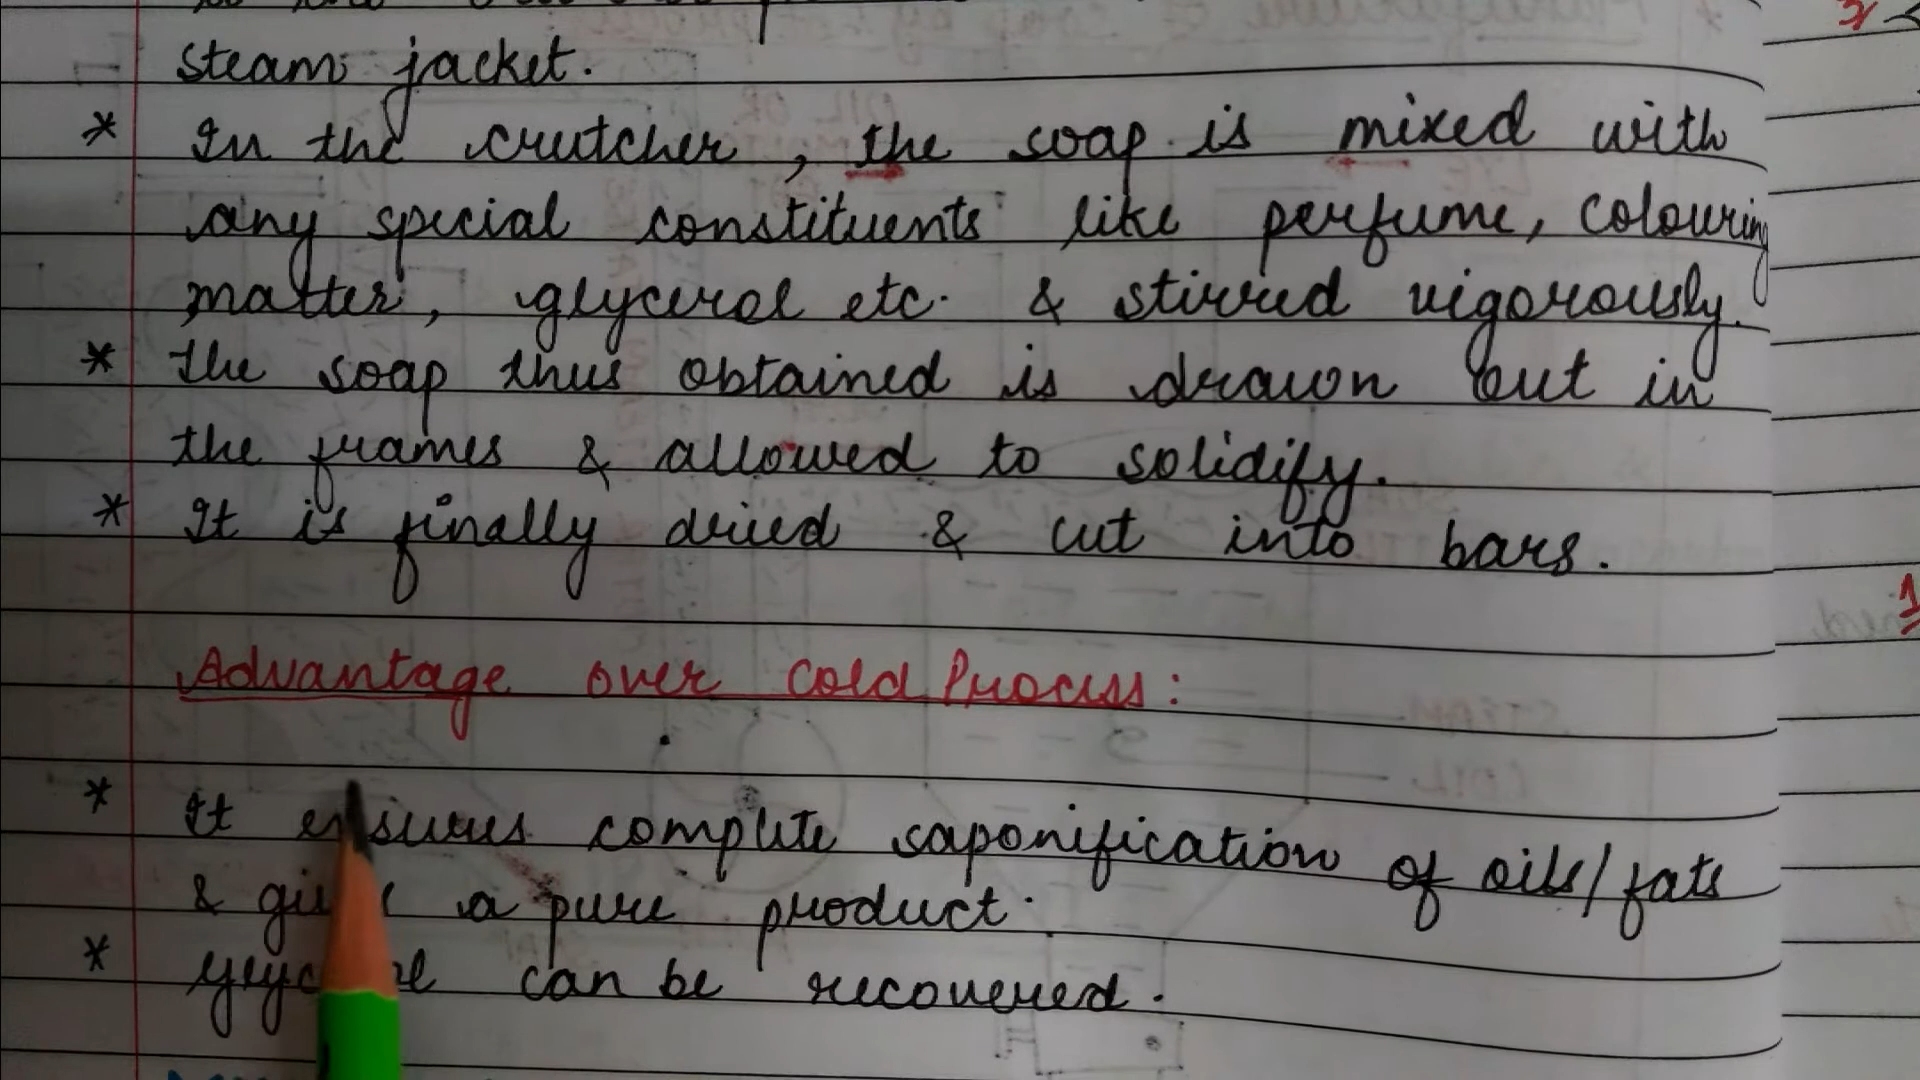 steam jacket.
* In the crutcher, the soap is mixed with
any special constituents like perfume, colouring
matter, glycerol etc. & stirred vigorously.
* the soap thus obtained is drawn out in
the frames & allowed to solidify.
* It is finally dried & cut into bars.
Advantage over cold Process:
* It ensures complete saponification of oils/fats
& a pure product.
* can be recovered.